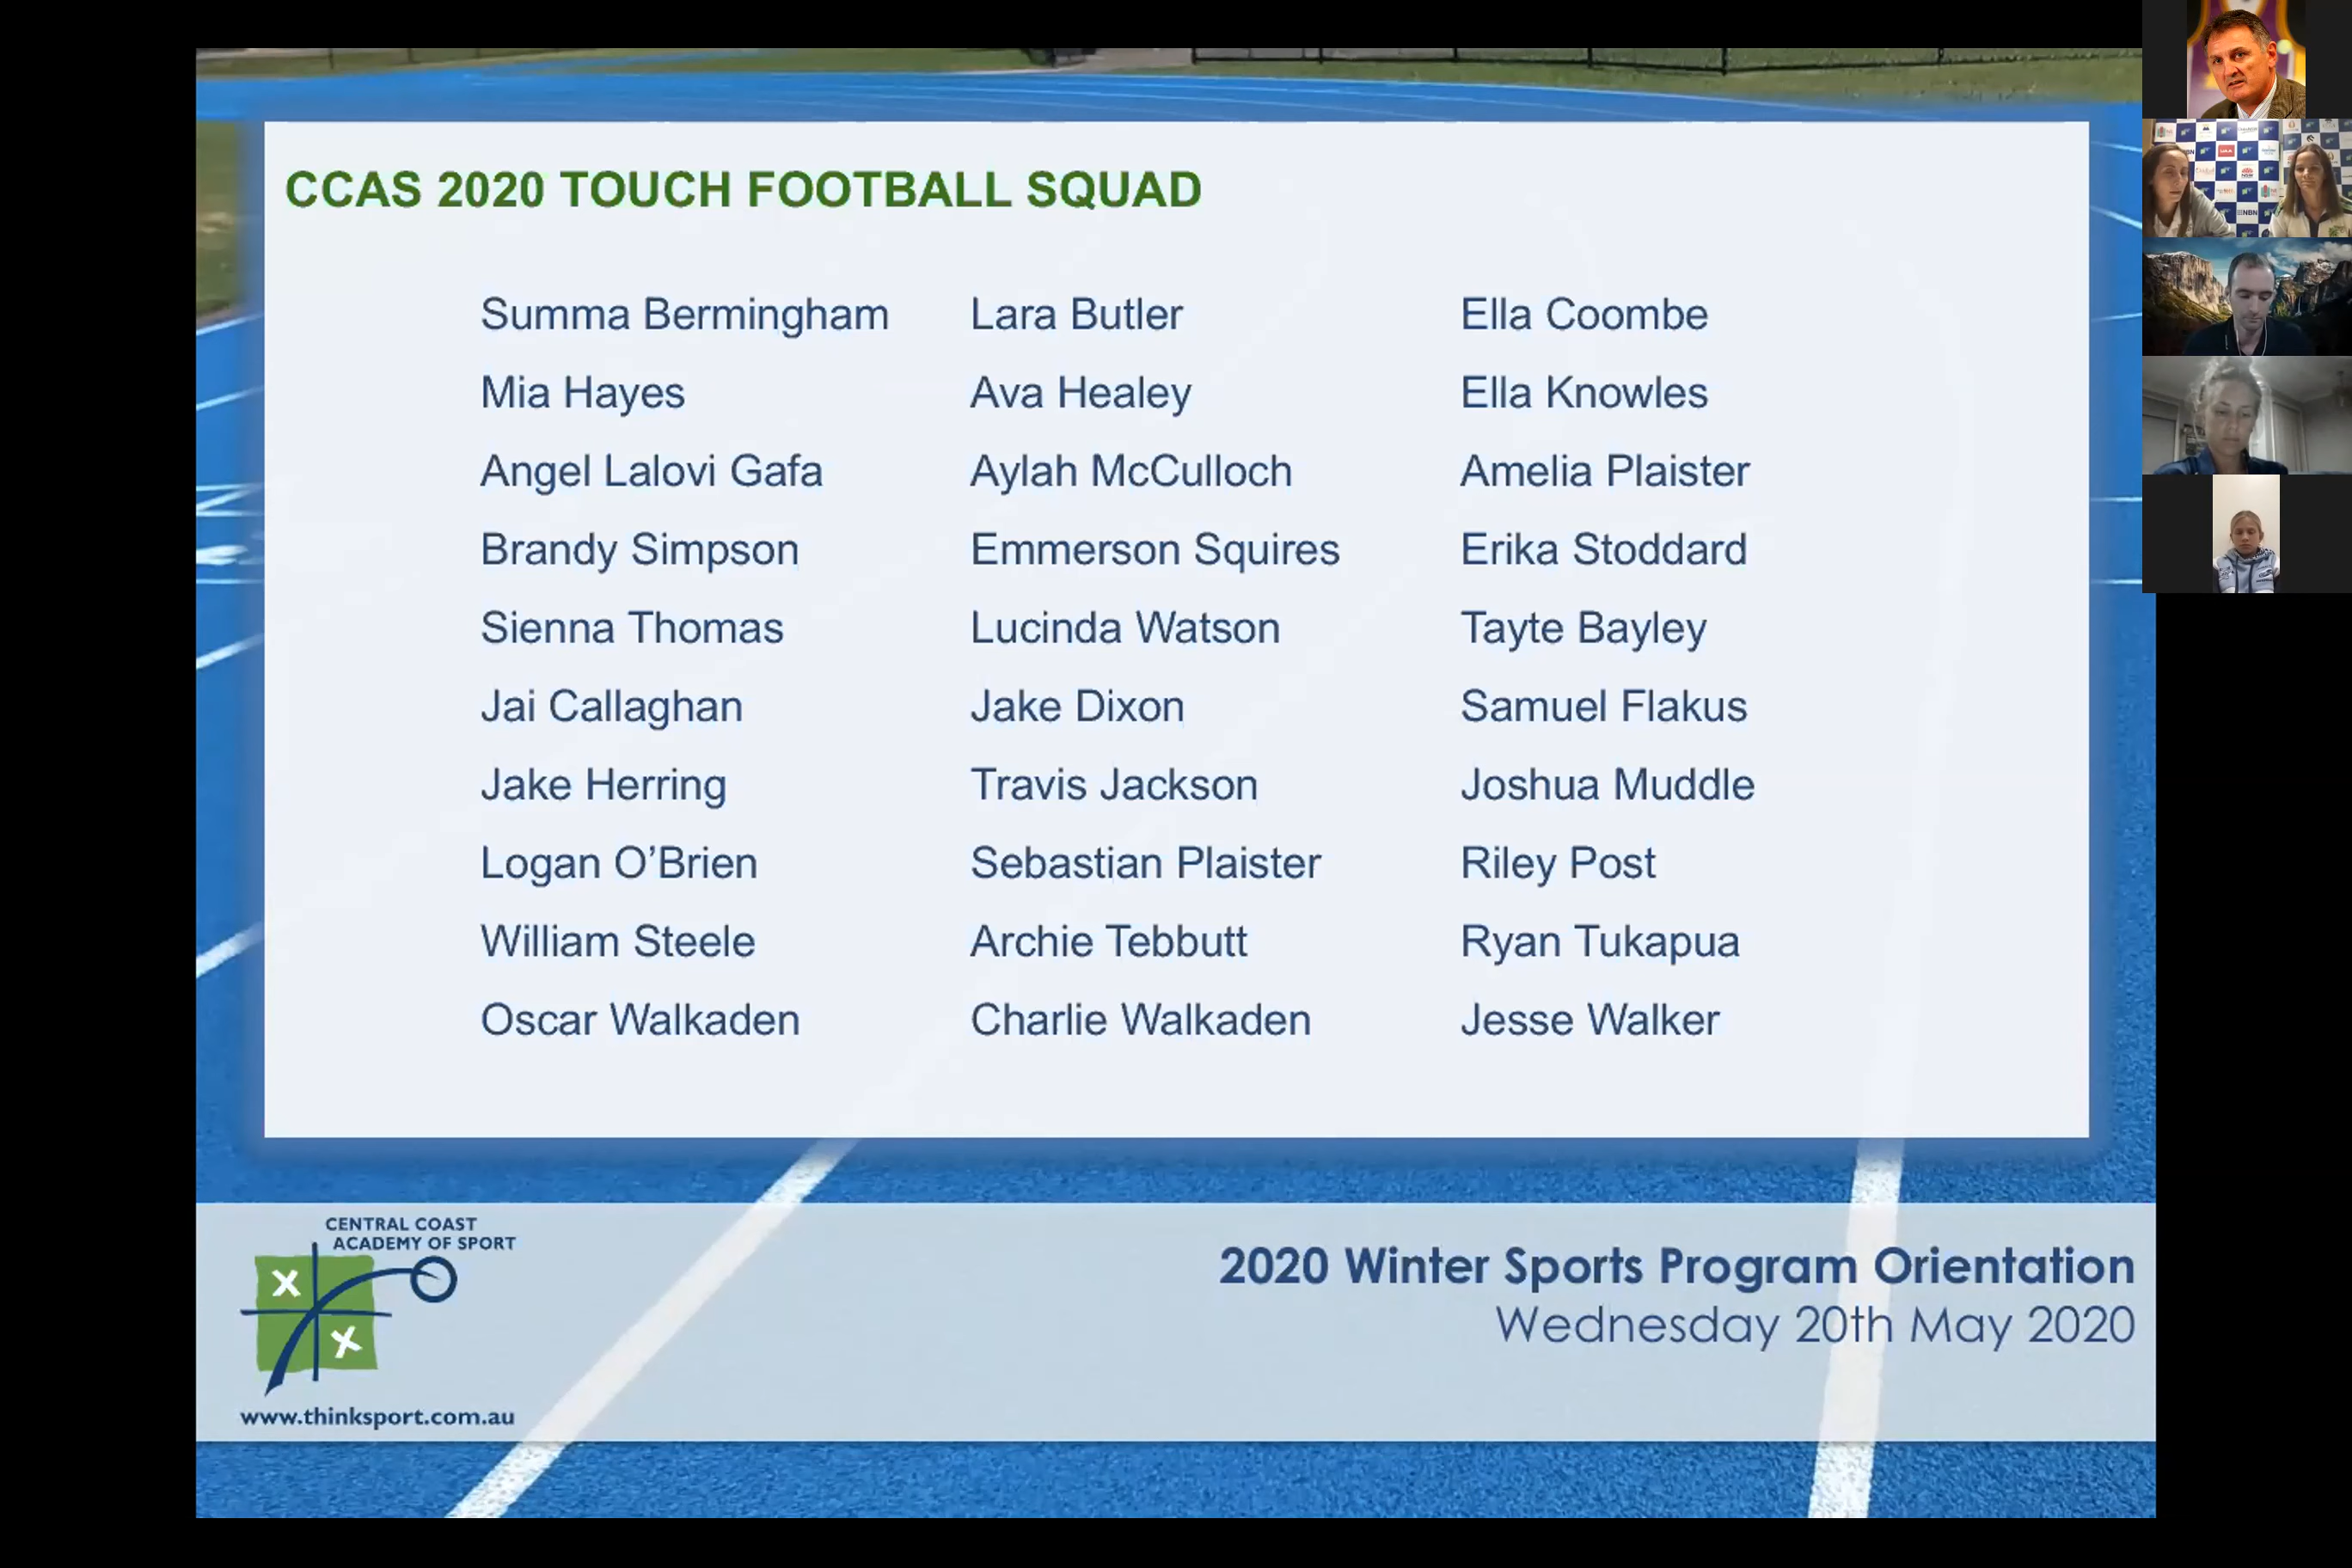 CCAS 2020 TOUCH FOOTBALL SQUAD
Summa Bermingham Lara Butler Ella Coombe
Mia Hayes Ava Healey Ella Knowles
Angel Lalovi Gafa Aylah McCulloch Amelia Plaister
Brandy Simpson Emmerson Squires Erika Stoddard
Sienna Thomas Lucinda Watson Tayte Bayley
Jai Callaghan Jake Dixon Samuel Flakus
Jake Herring Travis Jackson Joshua Muddle
Logan O’Brien Sebastian Plaister Riley Post
William Steele Archie Tebbutt Ryan Tukapua
Oscar Walkaden Charlie Walkaden Jesse Walker
CENTRAL COAST
ACADEMY OF SPORT
www.thinksport.com.au
2020 Winter Sports Program Orientation
Wednesday 20th May 2020
NBN